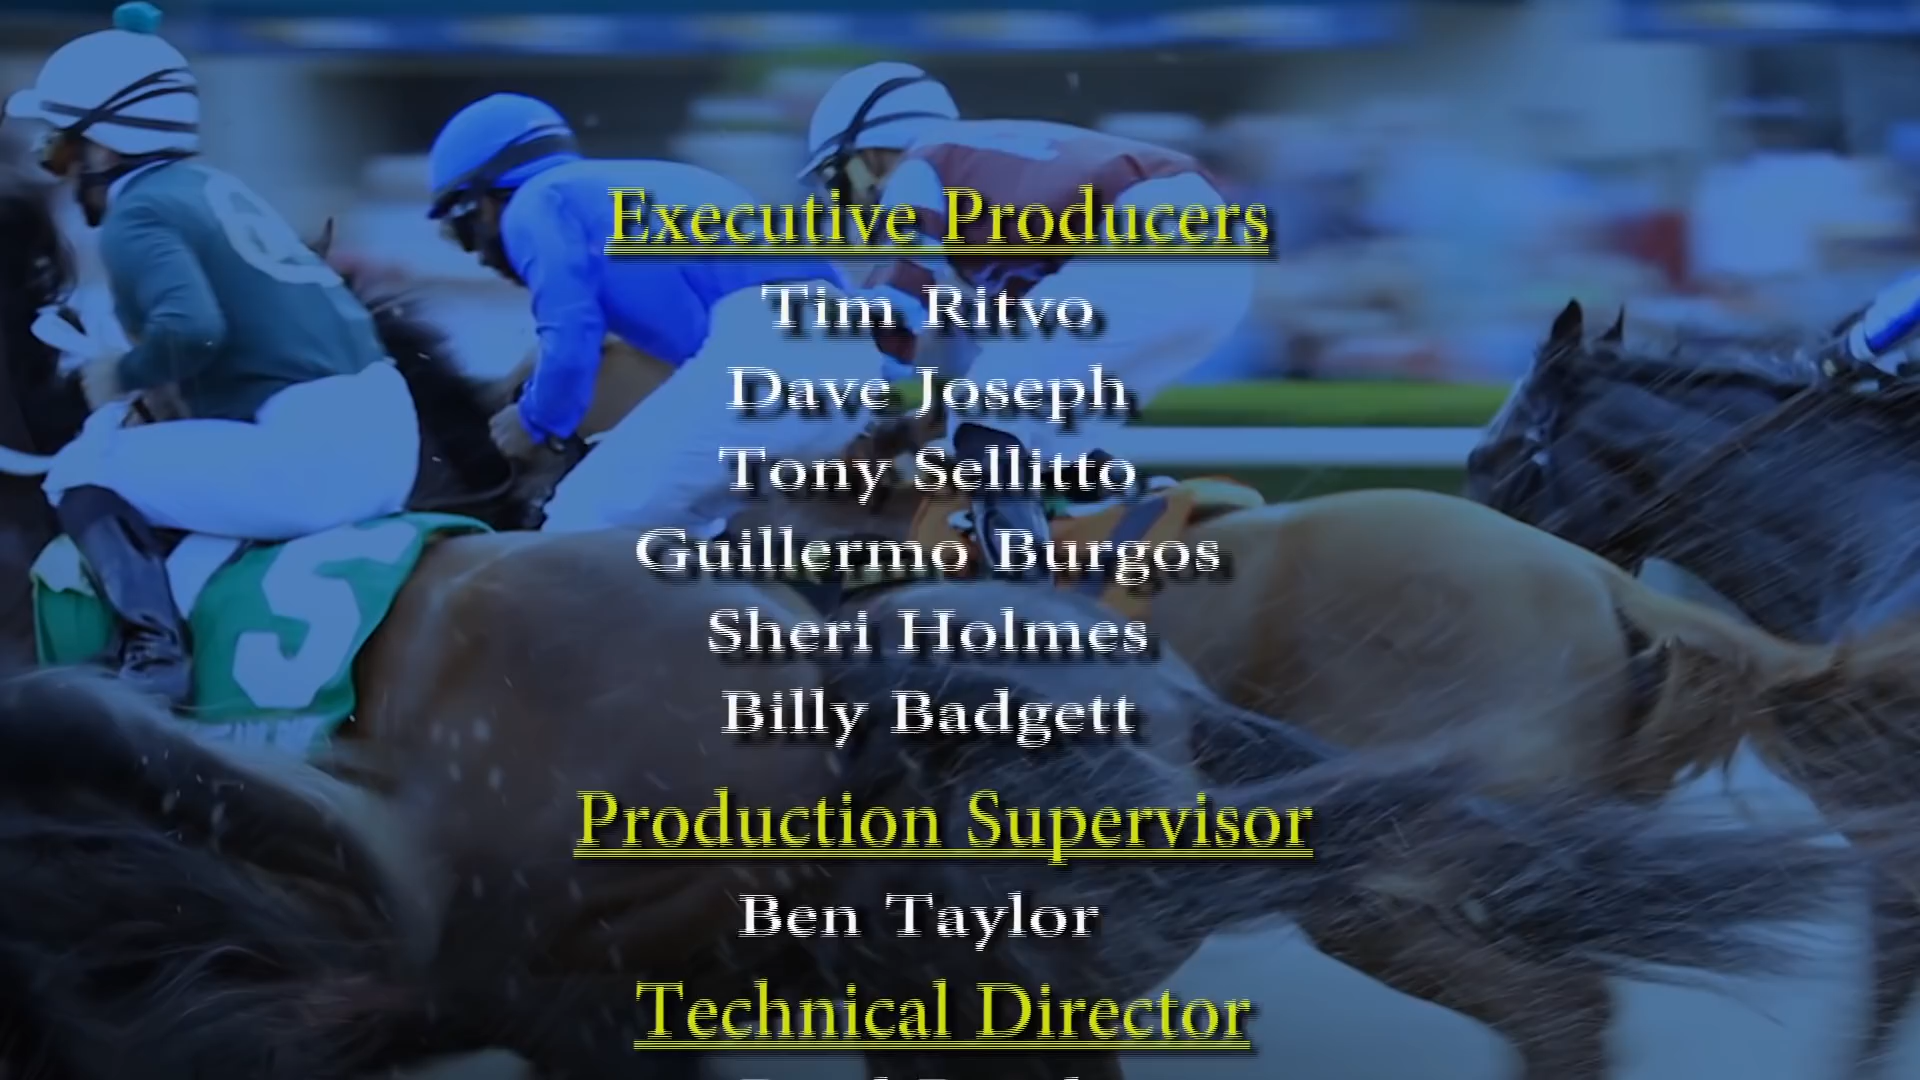 Executive Producers
Tim Ritvo
Dave Joseph
Tony Sellitto
Guillermo Burgos
Sheri Holmes
Billy Badgett
5
Production Supervisor
Ben Taylor
Technical Director